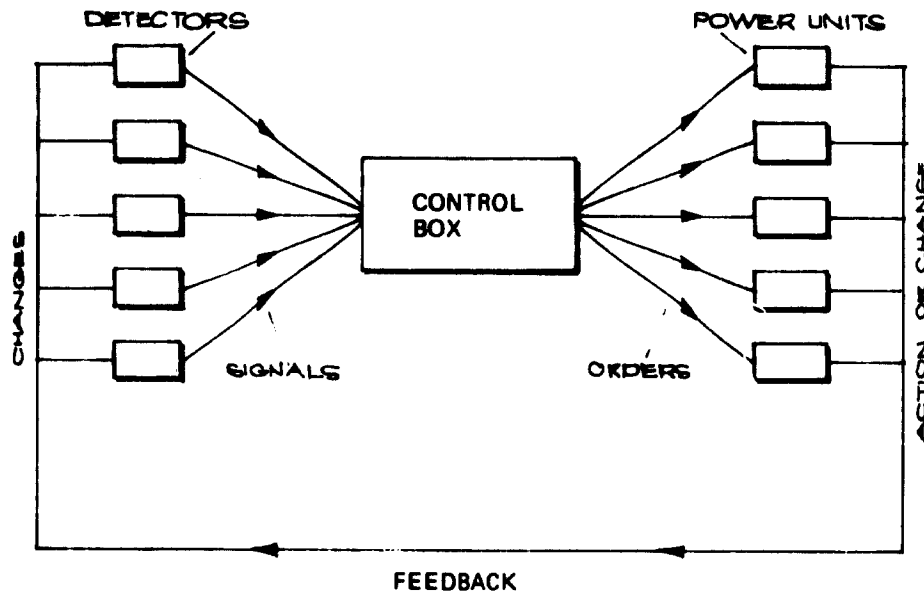 DETECTORS
POWER UNITS
CONTROL
BOX
CHANGES
SIGNALS
ORDERS
ACTION OF CHANGE
FEEDBACK